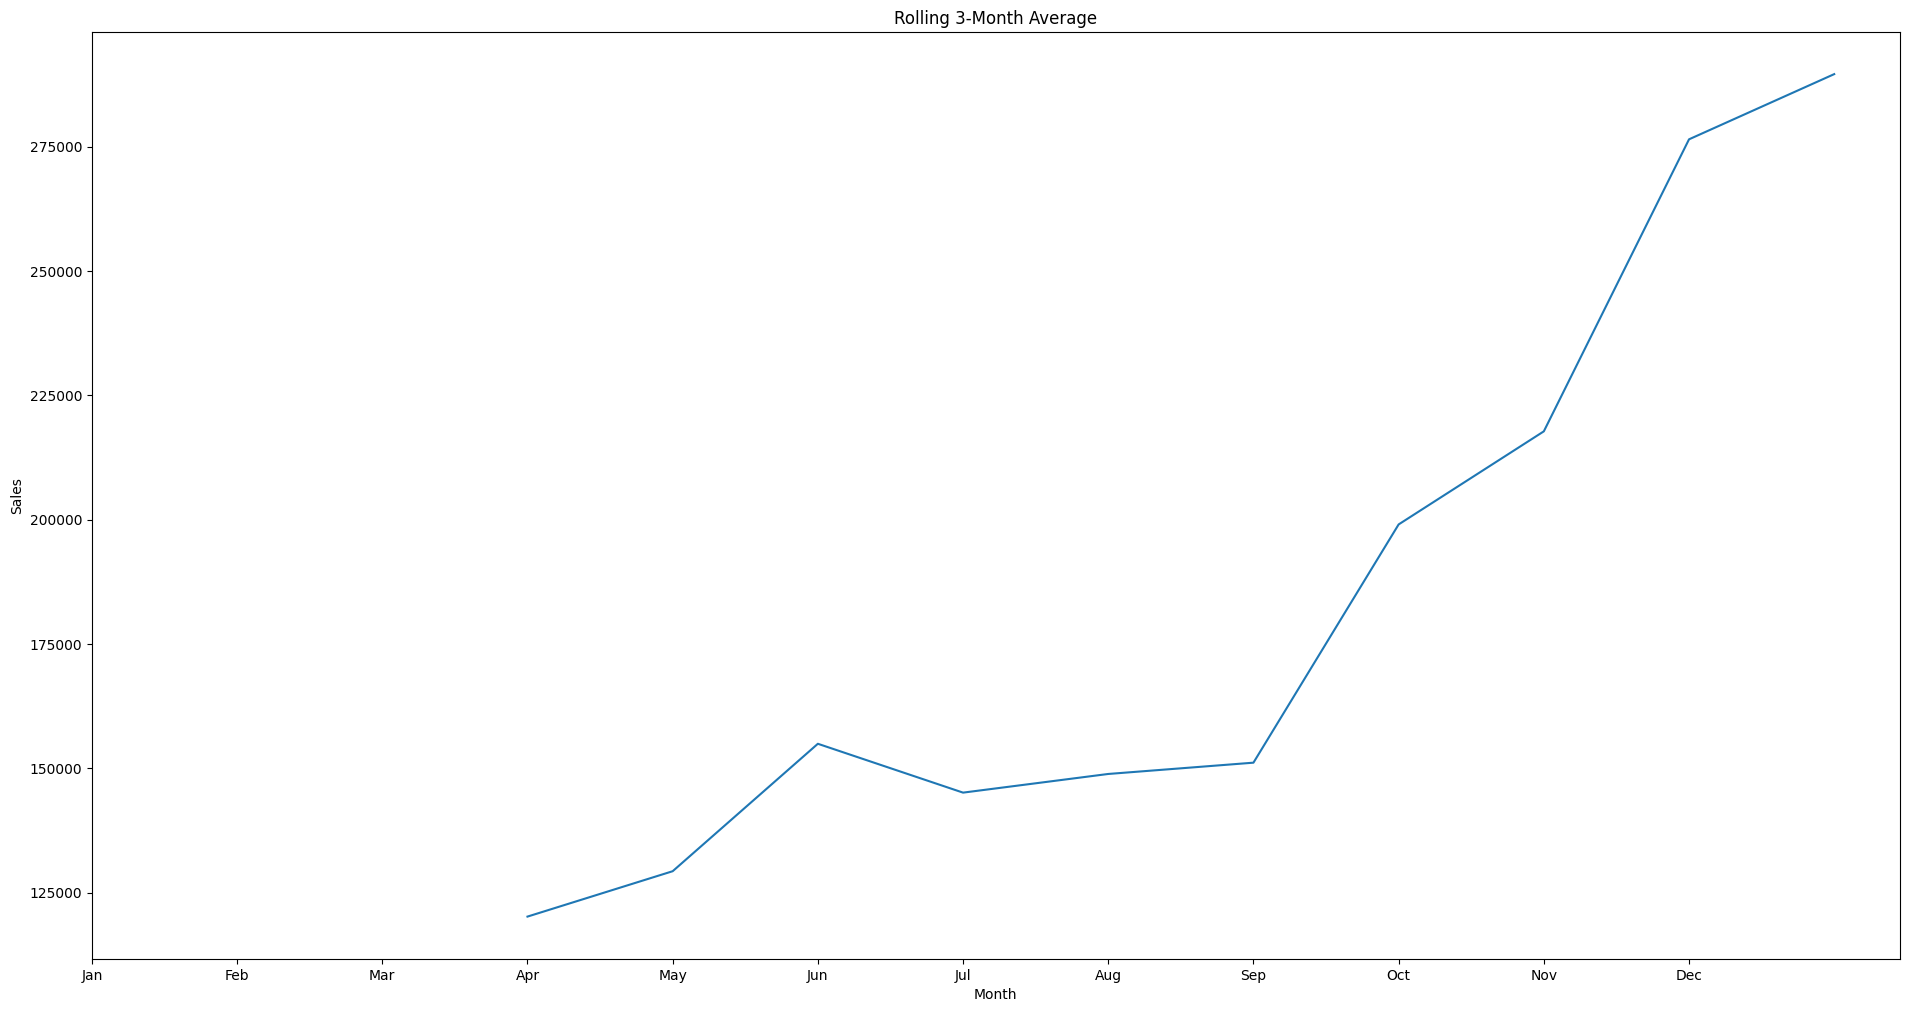 Rolling 3-Month Average
275000
250000
225000
200000
175000
150000
125000
Sales
Jan Feb Mar Apr May Jun Jul Aug Sep Oct Nov Dec
Month